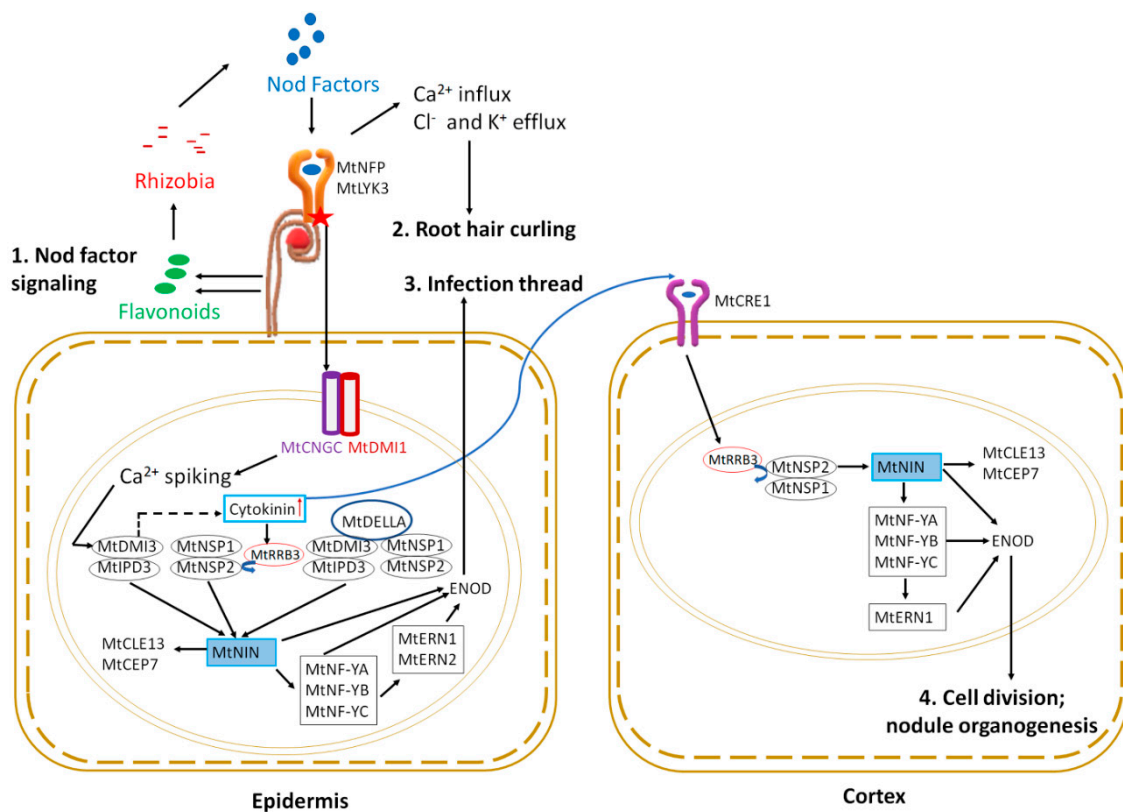 Nod Factors
Ca²⁺ influx
Cl⁻ and K⁺ efflux
MtNFP
MtLYK3
Rhizobia
2. Root hair curling
1. Nod factor
signaling
Flavonoids
3. Infection thread
MtCRE1
MtCNGC MtDMI1
Ca²⁺ spiking
Cytokinin
MtDELLA
MtDMI3
MtIPD3
MtNSP1
MtNSP2
MtRRB3
MtDMI3
MtIPD3
MtNSP1
MtNSP2
ENOD
MtCLE13
MtCEP7
MtNIN
MtNF-YA
MtNF-YB
MtNF-YC
MtERN1
MtERN2
Epidermis
MtRRB3
MtNSP2
MtNSP1
MtNIN
MtCLE13
MtCEP7
MtNF-YA
MtNF-YB
MtNF-YC
ENOD
MtERN1
4. Cell division;
nodule organogenesis
Cortex